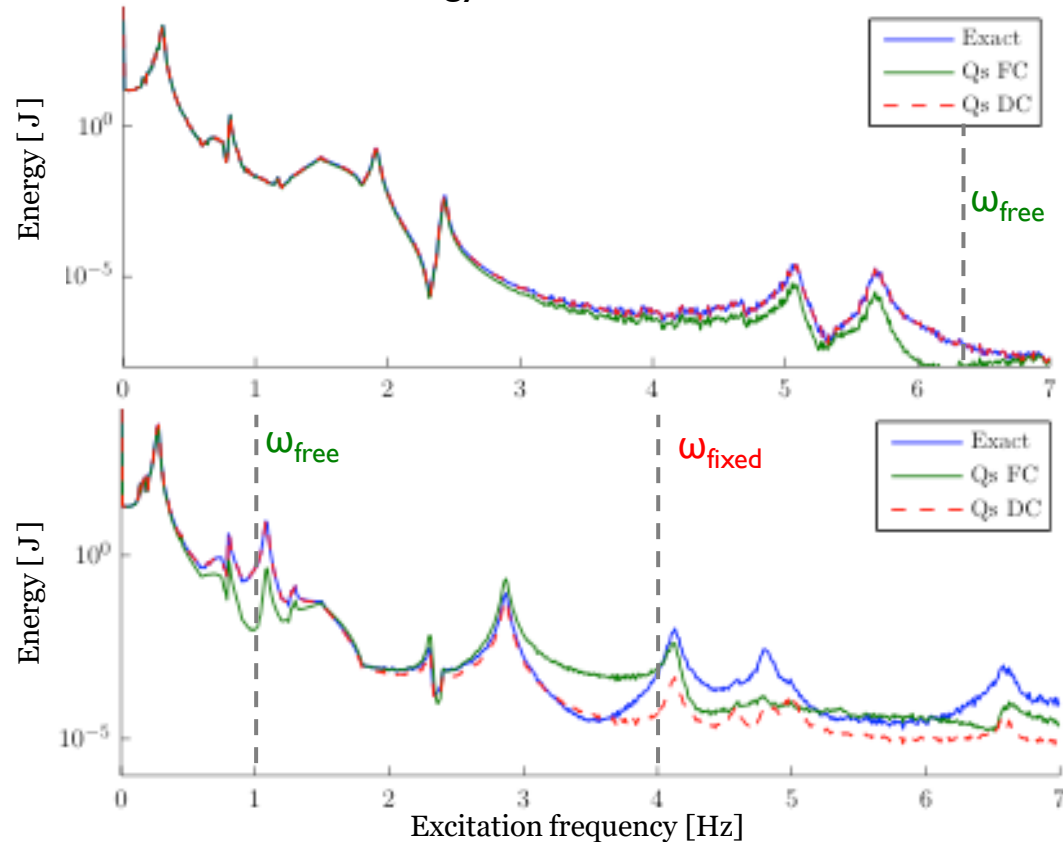 Exact
Qs FC
Qs DC
Energy [ J]
10^0
10^-5
ω_free
0 1 2 3 4 5 6 7
ω_free
ω_fixed
Exact
Qs FC
Qs DC
Energy [ J]
10^0
10^-5
0 1 2 3 4 5 6 7
Excitation frequency [Hz]